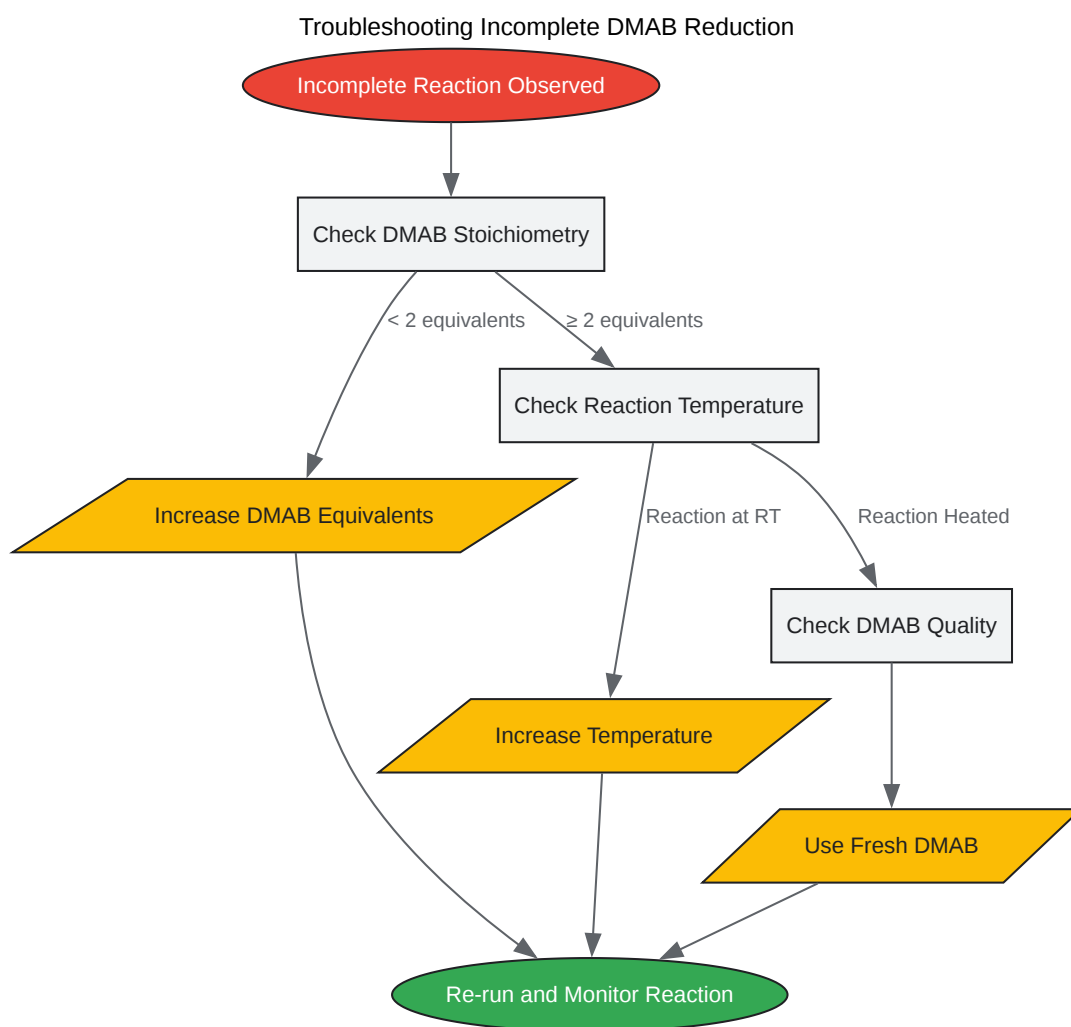 Troubleshooting Incomplete DMAB Reduction
Incomplete Reaction Observed
Check DMAB Stoichiometry
< 2 equivalents
≥ 2 equivalents
Check Reaction Temperature
Increase DMAB Equivalents
Reaction at RT
Reaction Heated
Check DMAB Quality
Increase Temperature
Use Fresh DMAB
Re-run and Monitor Reaction